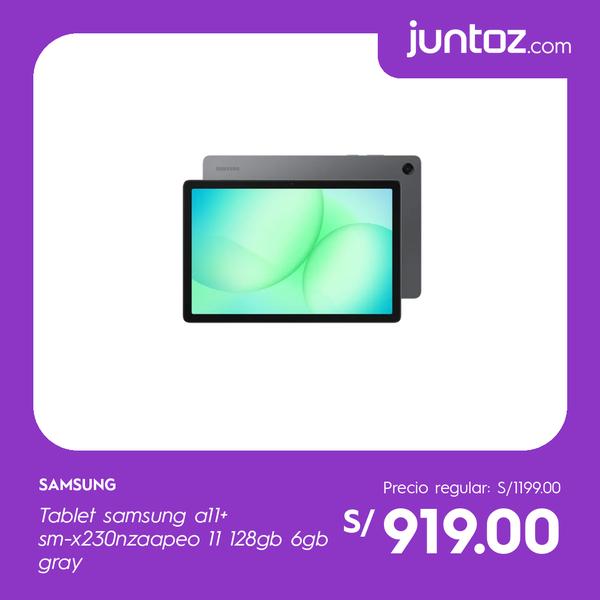 juntoz.com
SAMSUNG
SAMSUNG
Precio regular: S/1199.00
Tablet samsung a11+
sm-x230nzaapeo 11 128gb 6gb
gray
S/ 919.00